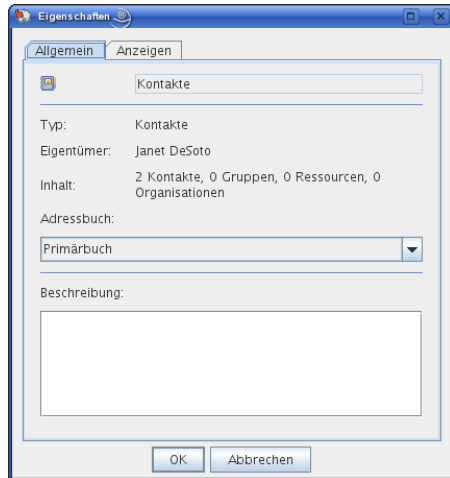 Eigenschaften
Allgemein Anzeigen
Kontakte
Typ: Kontakte
Eigentümer: Janet DeSoto
Inhalt: 2 Kontakte, 0 Gruppen, 0 Ressourcen, 0
Organisationen
Adressbuch:
Primärbuch
Beschreibung:
OK Abbrechen